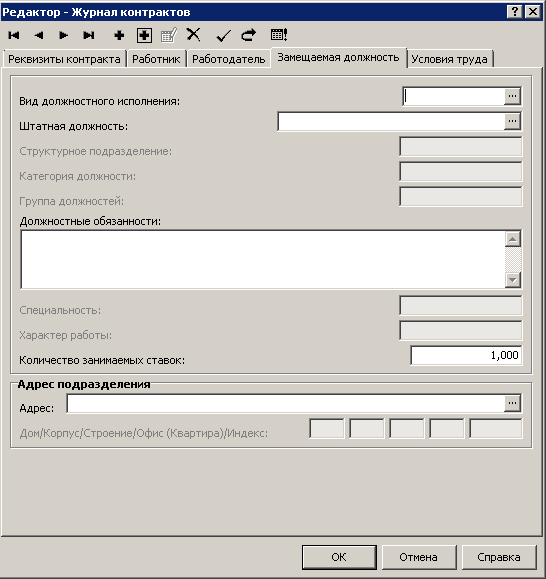 Редактор - Журнал контрактов
Реквизиты контракта Работник Работодатель Замещаемая должность Условия труда
Вид должностного исполнения:
Штатная должность:
Структурное подразделение:
Категория должности:
Группа должностей:
Должностные обязанности:
Специальность:
Характер работы:
Количество занимаемых ставок: 1,000
Адрес подразделения
Адрес:
Дом/Корпус/Строение/Офис (Квартира)/Индекс:
OK Отмена Справка